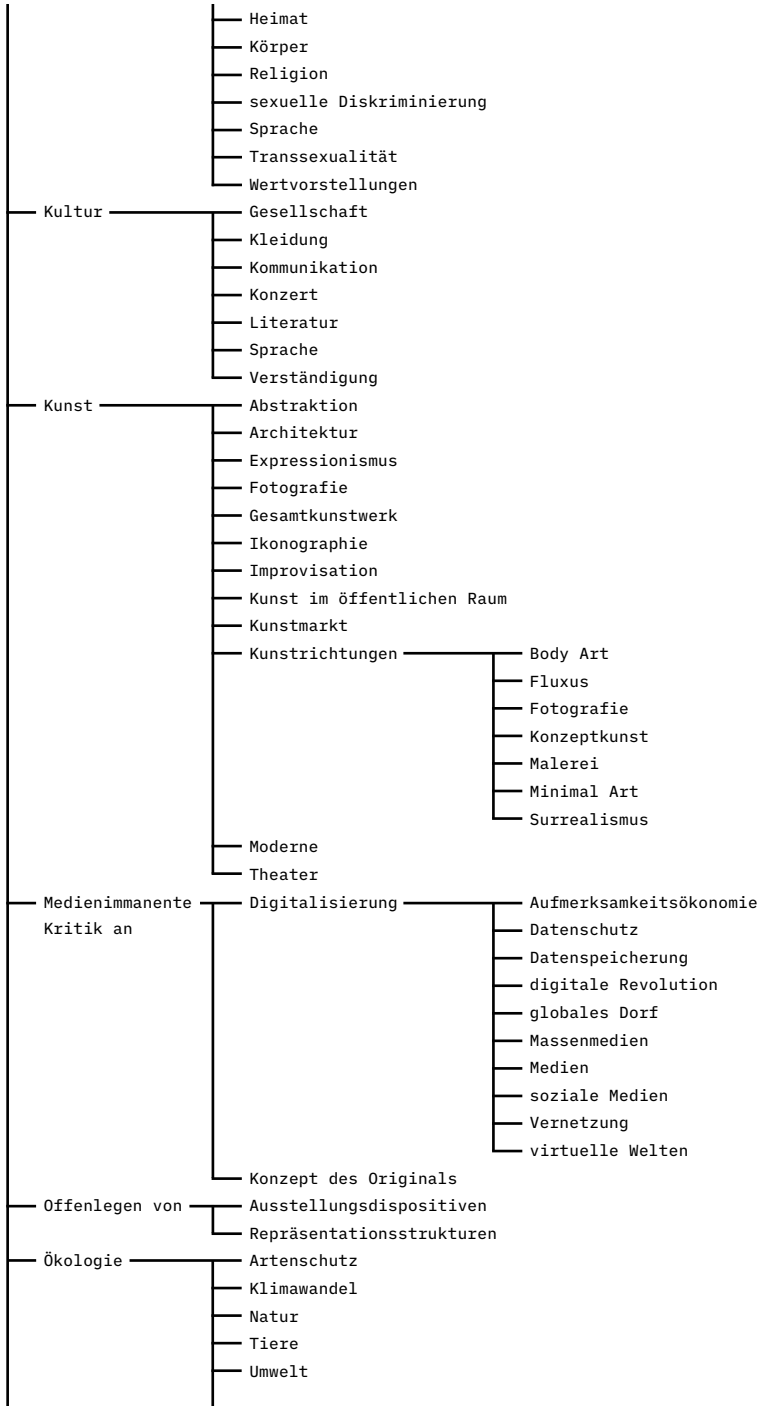 Heimat
Körper
Religion
sexuelle Diskriminierung
Sprache
Transsexualität
Wertvorstellungen
Kultur Gesellschaft
Kleidung
Kommunikation
Konzert
Literatur
Sprache
Verständigung
Kunst Abstraktion
Architektur
Expressionismus
Fotografie
Gesamtkunstwerk
Ikonographie
Improvisation
Kunst im öffentlichen Raum
Kunstmarkt
Kunstrichtungen Body Art
Fluxus
Fotografie
Konzeptkunst
Malerei
Minimal Art
Surrealismus
Moderne
Theater
Medienimmanente Digitalisierung Aufmerksamkeitsökonomie
Kritik an Datenschutz
Datenspeicherung
digitale Revolution
globales Dorf
Massenmedien
Medien
soziale Medien
Vernetzung
virtuelle Welten
Konzept des Originals
Offenlegen von Ausstellungsdispositiven
Repräsentationsstrukturen
Ökologie Artenschutz
Klimawandel
Natur
Tiere
Umwelt